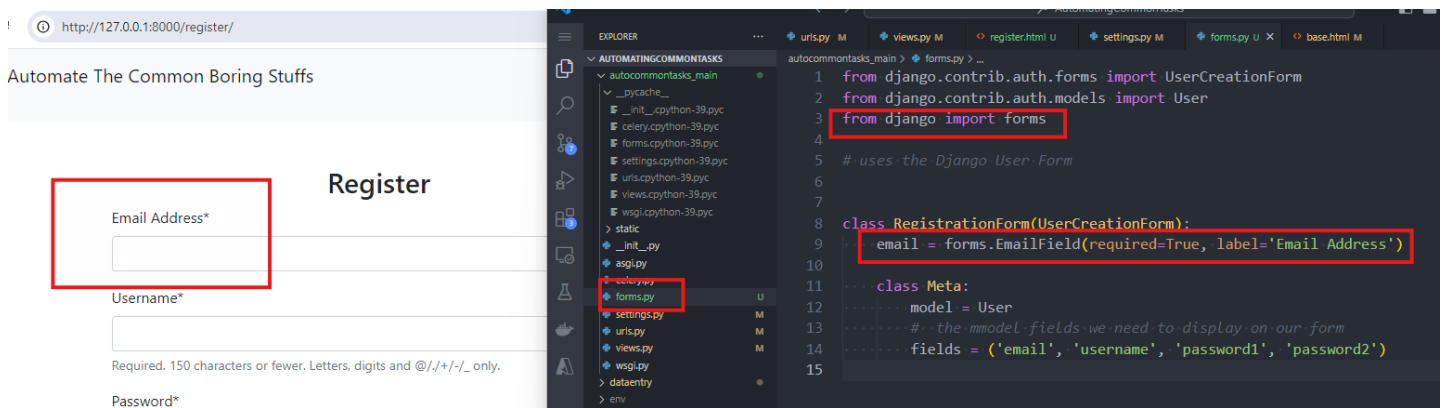 http://127.0.0.1:8000/register/
Automate The Common Boring Stuffs
Register
Email Address*
Username*
Required. 150 characters or fewer. Letters, digits and @/./+/-/_ only.
Password*
AutomatingCommonTasks
EXPLORER
AUTOMATINGCOMMONTASKS
autocommontasks_main
__pycache__
__init__.cpython-39.pyc
celery.cpython-39.pyc
forms.cpython-39.pyc
settings.cpython-39.pyc
urls.cpython-39.pyc
views.cpython-39.pyc
wsgi.cpython-39.pyc
static
__init__.py
asgi.py
celery.py
forms.py U
settings.py M
urls.py M
views.py M
wsgi.py
dataentry
env
7
3
urls.py M views.py M register.html U settings.py M forms.py U base.html M
autocommontasks_main > forms.py > ...
1 from django.contrib.auth.forms import UserCreationForm
2 from django.contrib.auth.models import User
3 from django import forms
4
5 # uses the Django User Form
6
7
8 class RegistrationForm(UserCreationForm):
9 email = forms.EmailField(required=True, label='Email Address')
10
11 class Meta:
12 model = User
13 # the mmodel fields we need to display on our form
14 fields = ('email', 'username', 'password1', 'password2')
15